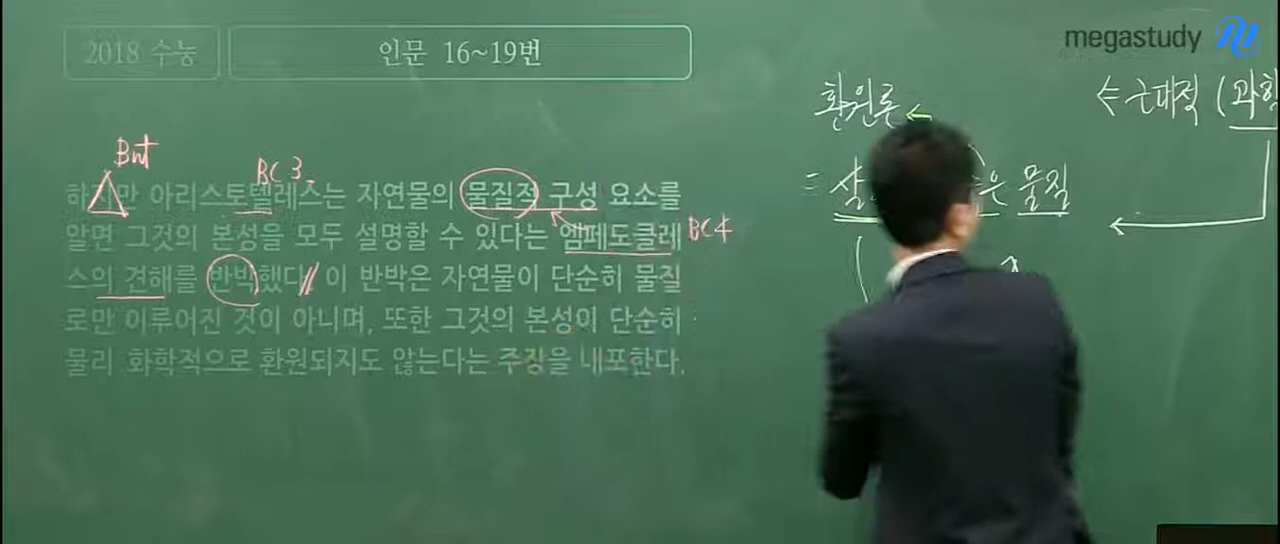 megastudy
2018 수능
인문 16~19번
환원론 ←
⇐ 근대적 (과학
But
BC 3.
하지만 아리스토텔레스는 자연물의 물질적 구성 요소를
= 실 은 물질
알면 그것의 본성을 모두 설명할 수 있다는 엠페도클레
BC4
스의 견해를 반박했다. 이 반박은 자연물이 단순히 물질
로만 이루어진 것이 아니며, 또한 그것의 본성이 단순히
물리 화학적으로 환원되지도 않는다는 주장을 내포한다.